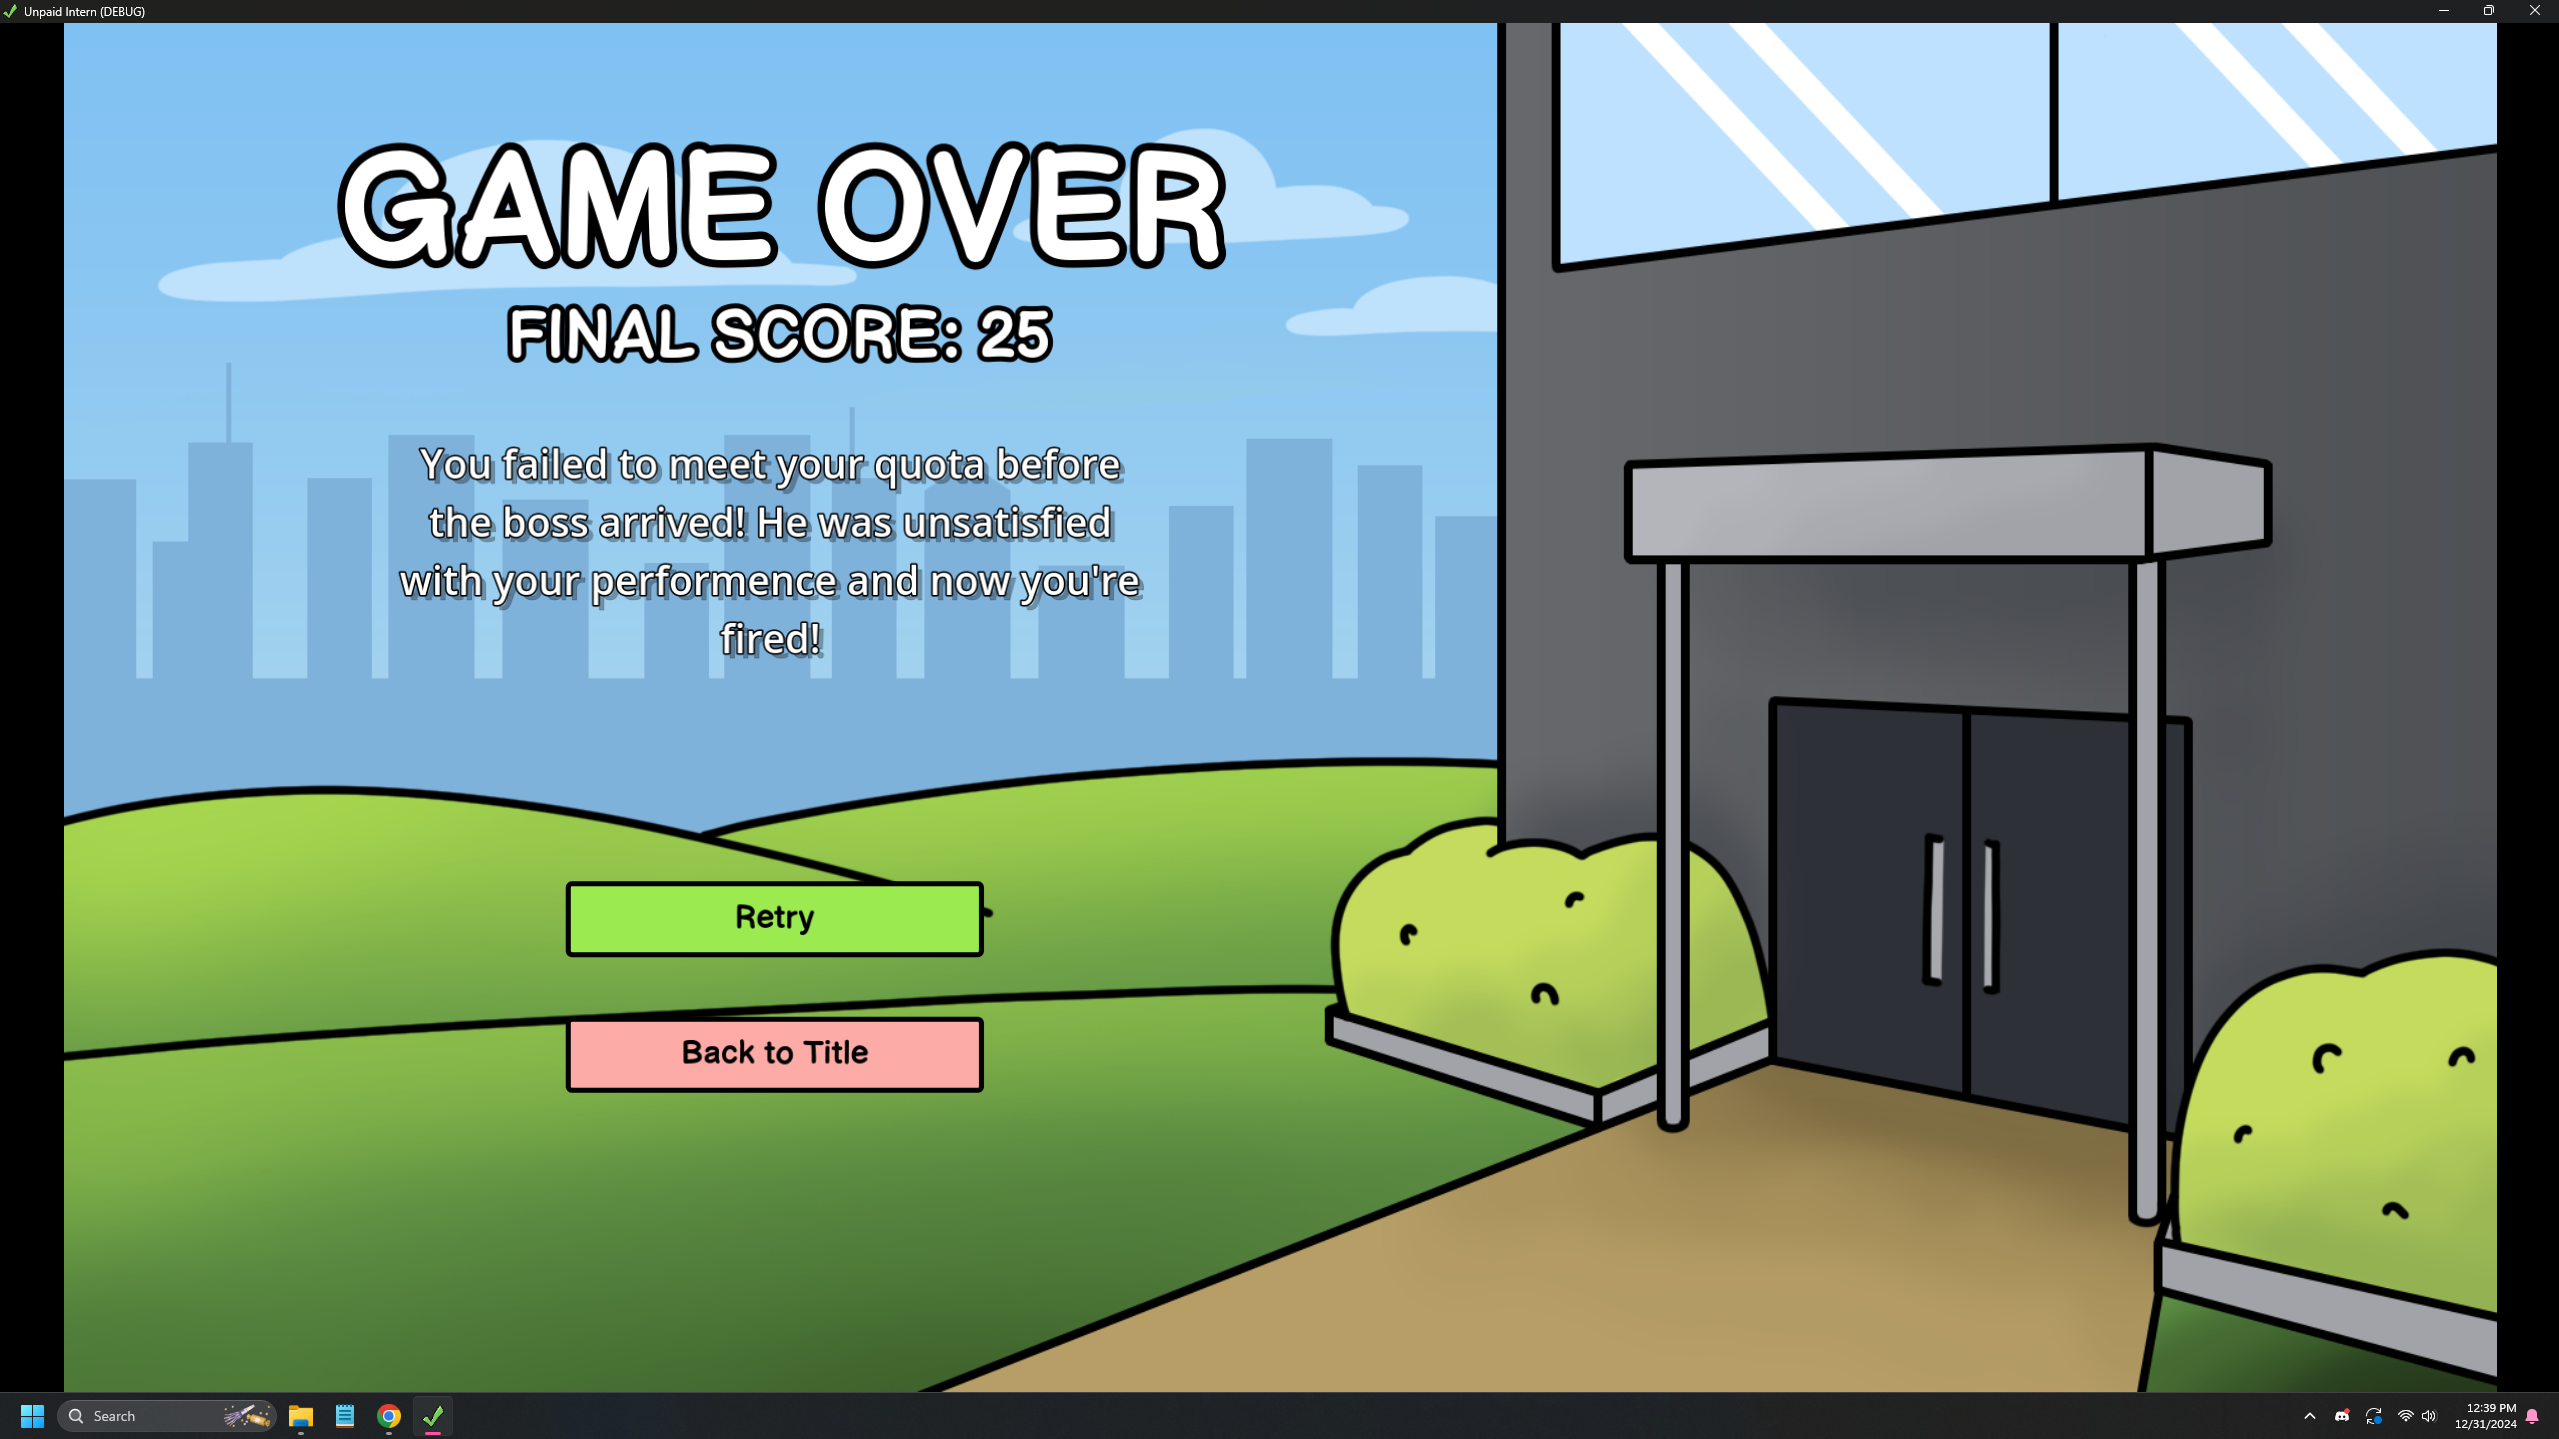 Unpaid Intern (DEBUG)
GAME OVER
FINAL SCORE: 25
You failed to meet your quota before
the boss arrived! He was unsatisfied
with your performence and now you're
fired!
Retry
Back to Title
Search
12:39 PM
12/31/2024